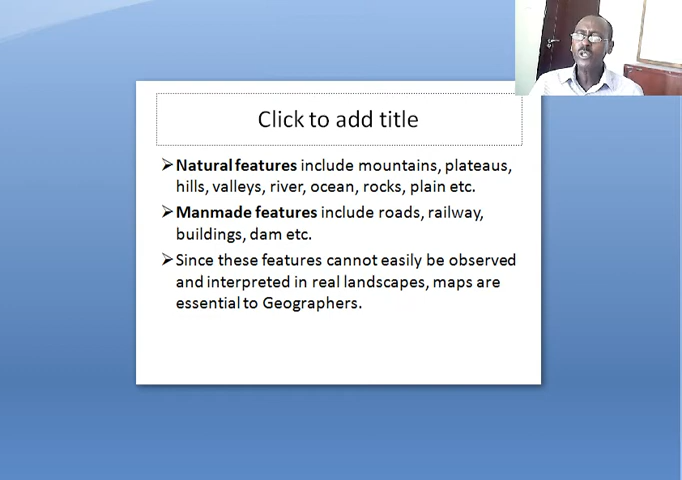 Click to add title
➢Natural features include mountains, plateaus,
hills, valleys, river, ocean, rocks, plain etc.
➢Manmade features include roads, railway,
buildings, dam etc.
➢Since these features cannot easily be observed
and interpreted in real landscapes, maps are
essential to Geographers.